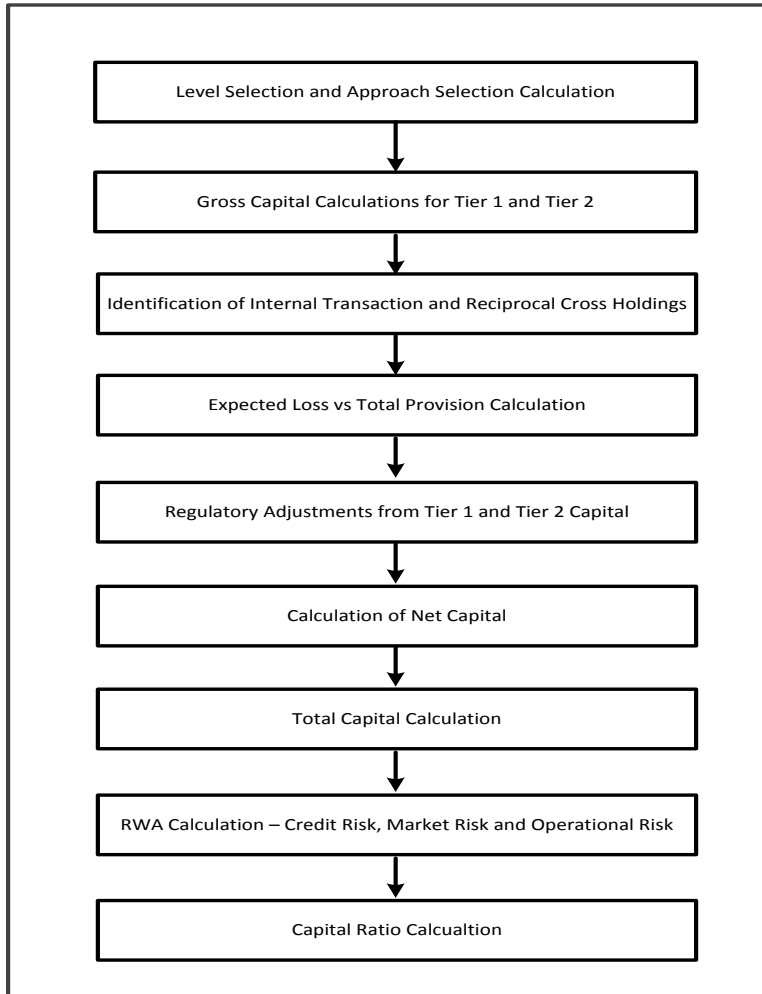 Level Selection and Approach Selection Calculation
Gross Capital Calculations for Tier 1 and Tier 2
Identification of Internal Transaction and Reciprocal Cross Holdings
Expected Loss vs Total Provision Calculation
Regulatory Adjustments from Tier 1 and Tier 2 Capital
Calculation of Net Capital
Total Capital Calculation
RWA Calculation – Credit Risk, Market Risk and Operational Risk
Capital Ratio Calcualtion